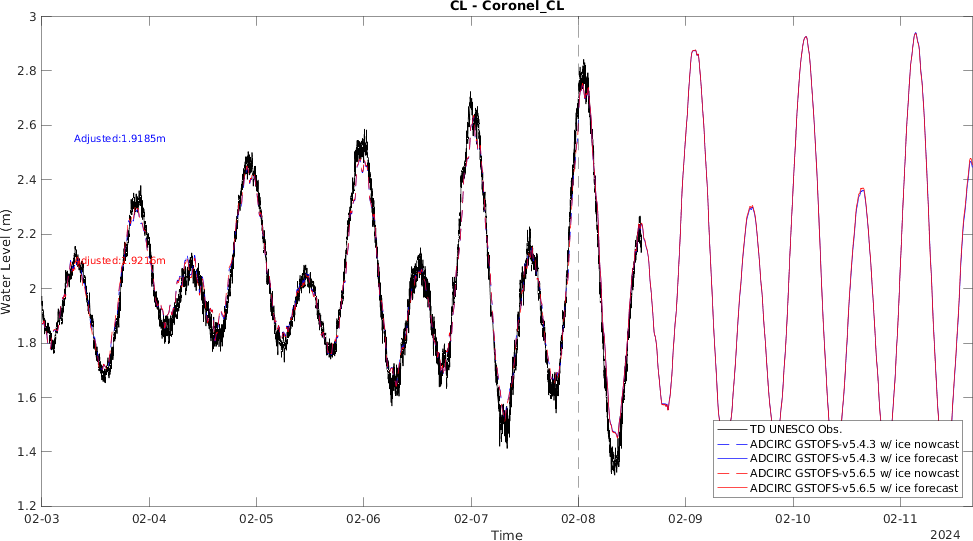 CL - Coronel_CL
3
2.8
2.6
2.4
2.2
2
1.8
1.6
1.4
1.2
Water Level (m)
Adjusted:1.9185m
Adjusted:1.9216m
TD UNESCO Obs.
ADCIRC GSTOFS-v5.4.3 w/ ice nowcast
ADCIRC GSTOFS-v5.4.3 w/ ice forecast
ADCIRC GSTOFS-v5.6.5 w/ ice nowcast
ADCIRC GSTOFS-v5.6.5 w/ ice forecast
02-03 02-04 02-05 02-06 02-07 02-08 02-09 02-10 02-11
Time
2024